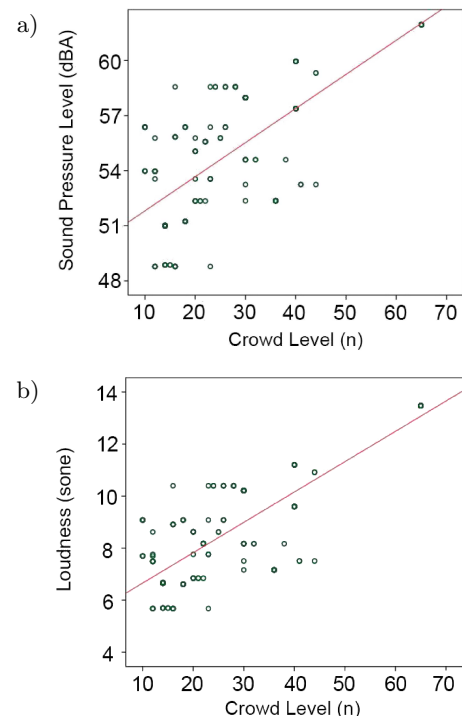 a)
Sound Pressure Level (dBA)
60
57
54
51
48
10 20 30 40 50 60 70
Crowd Level (n)
b)
Loudness (sone)
14
12
10
8
6
4
10 20 30 40 50 60 70
Crowd Level (n)